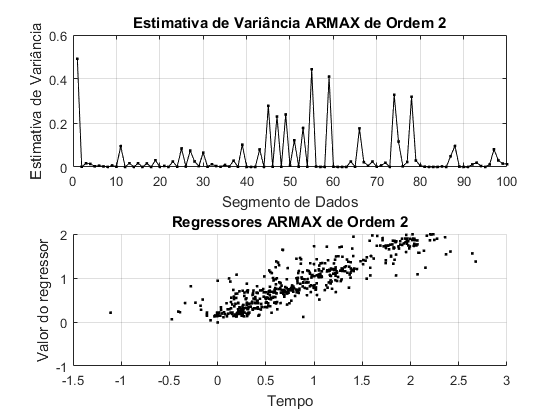 Estimativa de Variância ARMAX de Ordem 2
Estimativa de Variância
0.6
0.4
0.2
0
0 10 20 30 40 50 60 70 80 90 100
Segmento de Dados
Regressores ARMAX de Ordem 2
Valor do regressor
2
1
0
-1
-1.5 -1 -0.5 0 0.5 1 1.5 2 2.5 3
Tempo